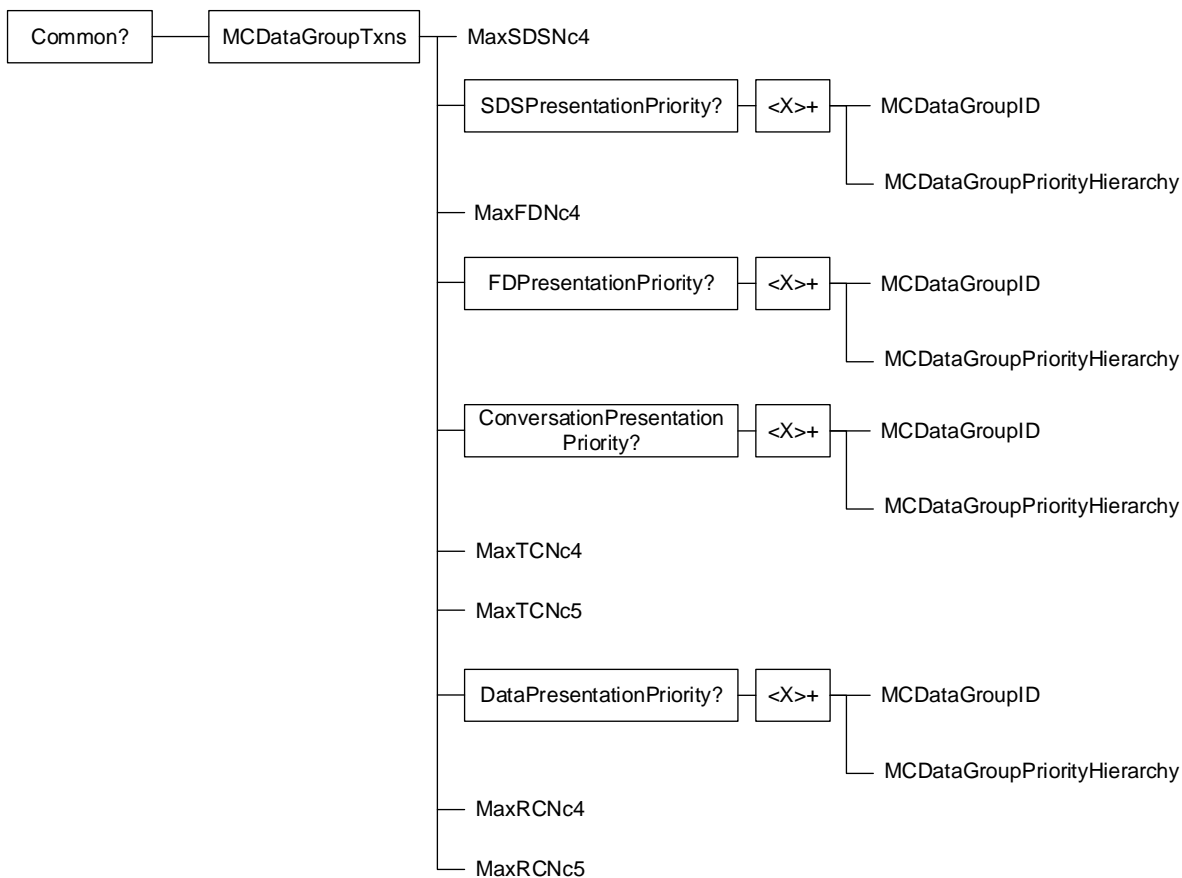 Common?
MCDataGroupTxns
MaxSDSNc4
SDSPresentationPriority?
<X>+
MCDataGroupID
MCDataGroupPriorityHierarchy
MaxFDNc4
FDPresentationPriority?
<X>+
MCDataGroupID
MCDataGroupPriorityHierarchy
ConversationPresentation
Priority?
<X>+
MCDataGroupID
MCDataGroupPriorityHierarchy
MaxTCNc4
MaxTCNc5
DataPresentationPriority?
<X>+
MCDataGroupID
MCDataGroupPriorityHierarchy
MaxRCNc4
MaxRCNc5